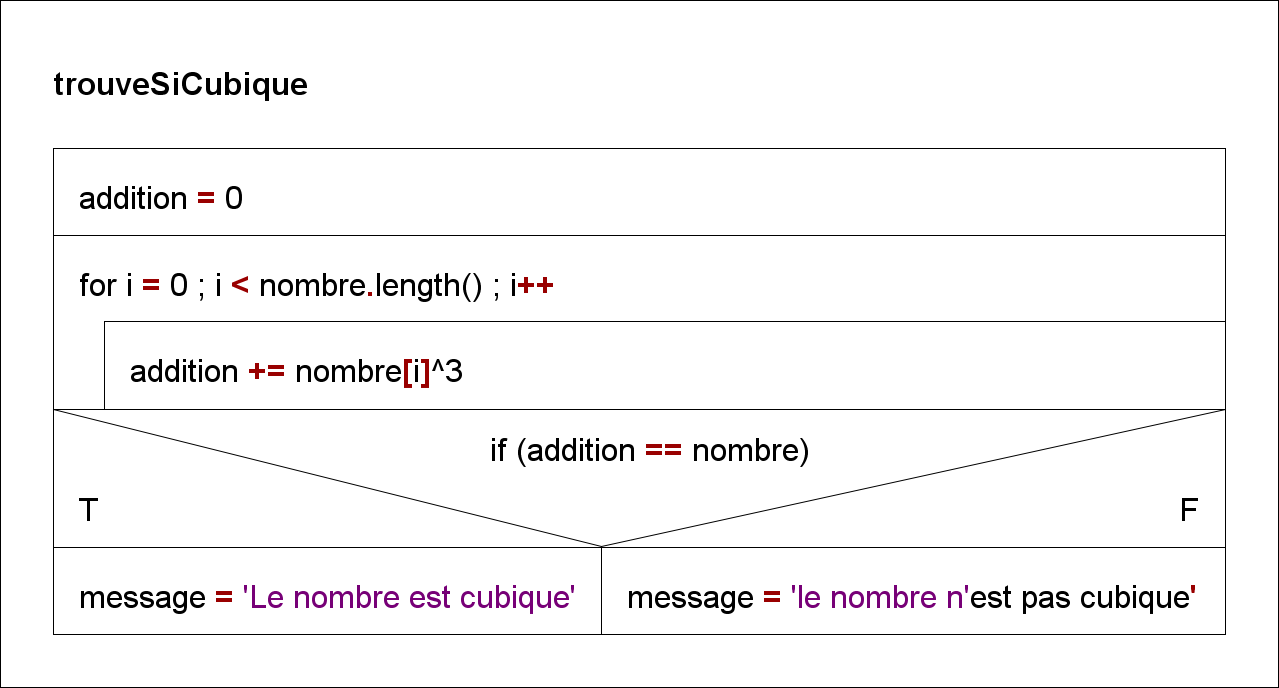 trouveSiCubique
addition = 0
for i = 0 ; i < nombre.length() ; i++
addition += nombre[i]^3
if (addition == nombre)
T
F
message = 'Le nombre est cubique'
message = 'le nombre n'est pas cubique'